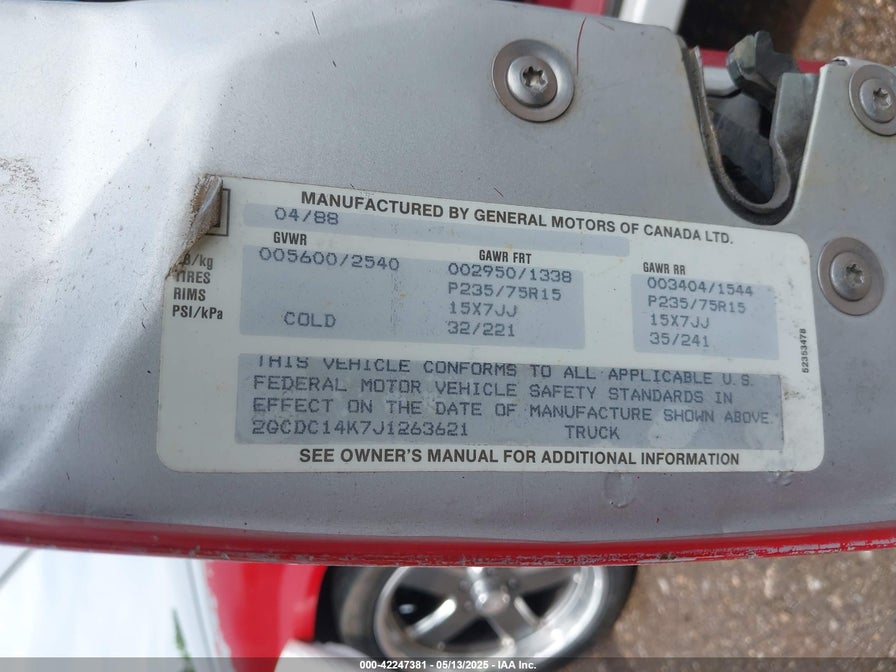 MANUFACTURED BY GENERAL MOTORS OF CANADA LTD.
04/88
GVWR GAWR FRT GAWR RR
LB/kg 005600/2540 002950/1338 003404/1544
TIRES P235/75R15 P235/75R15
RIMS 15X7JJ 15X7JJ
PSI/kPa COLD 32/221 35/241
52353478
THIS VEHICLE CONFORMS TO ALL APPLICABLE U.S.
FEDERAL MOTOR VEHICLE SAFETY STANDARDS IN
EFFECT ON THE DATE OF MANUFACTURE SHOWN ABOVE.
2GCDC14K7J1263621 TRUCK
SEE OWNER'S MANUAL FOR ADDITIONAL INFORMATION
000-42247381 - 05/13/2025 - IAA Inc.